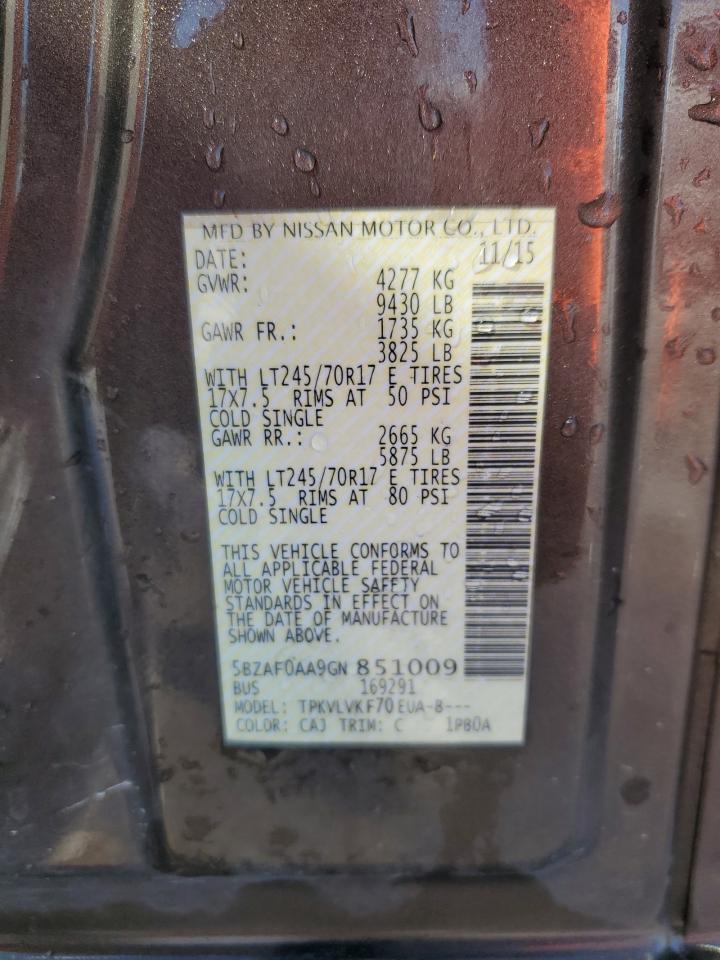 MFD BY NISSAN MOTOR CO., LTD.
DATE: 11/15
GVWR: 4277 KG
9430 LB
GAWR FR.: 1735 KG
3825 LB
WITH LT245/70R17 E TIRES
17X7.5 RIMS AT 50 PSI
COLD SINGLE
GAWR RR.: 2665 KG
5875 LB
WITH LT245/70R17 E TIRES
17X7.5 RIMS AT 80 PSI
COLD SINGLE
THIS VEHICLE CONFORMS TO
ALL APPLICABLE FEDERAL
MOTOR VEHICLE SAFETY
STANDARDS IN EFFECT ON
THE DATE OF MANUFACTURE
SHOWN ABOVE.
5BZAF0AA9GN 851009
BUS 169291
MODEL: TPKVLVKF70 EUA-B---
COLOR: CAJ TRIM: C 1PB0A